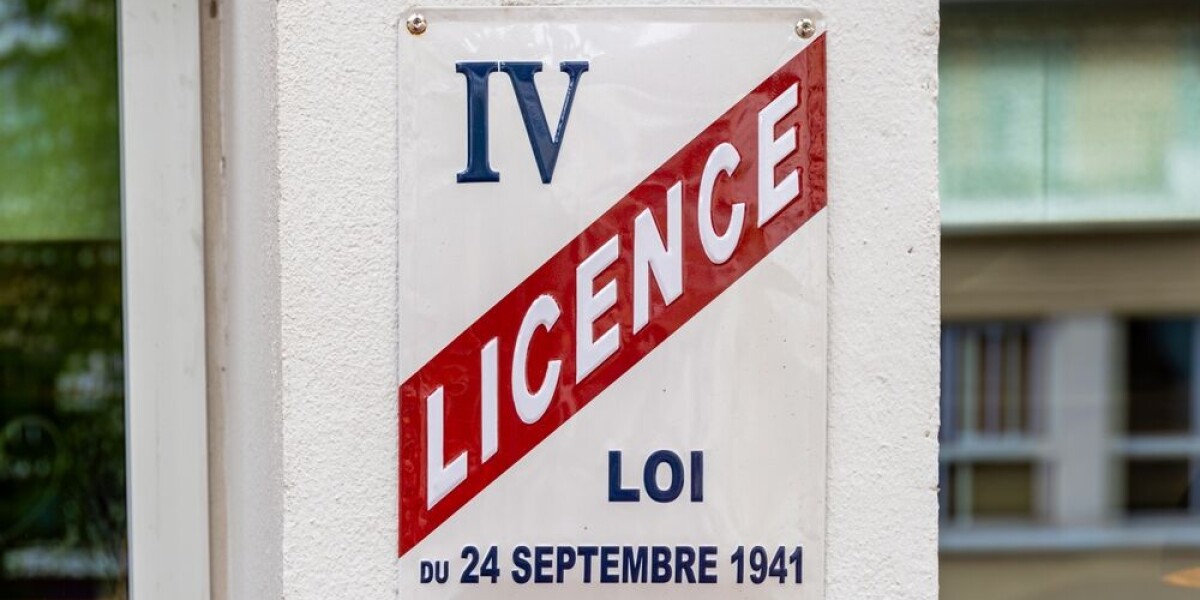 IV
LICENCE
LOI
DU 24 SEPTEMBRE 1941